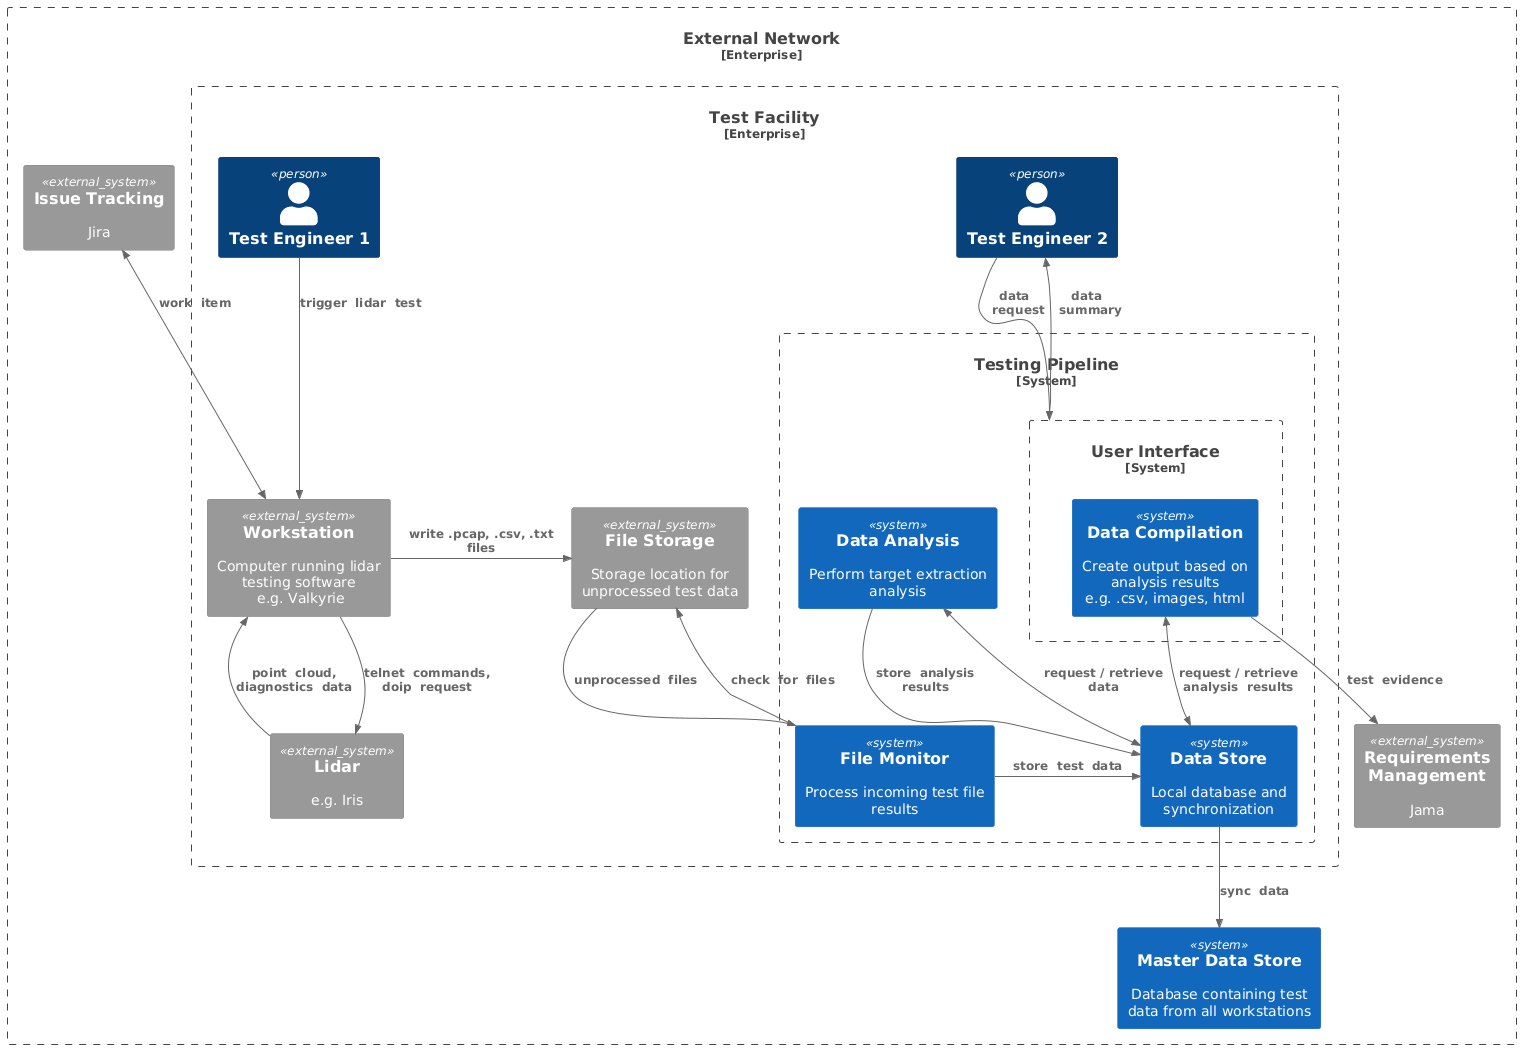 External Network
[Enterprise]
Test Facility
[Enterprise]
«external_system»
Issue Tracking
Jira
«person»
Test Engineer 1
«person»
Test Engineer 2
work item
trigger lidar test
data
request
data
summary
Testing Pipeline
[System]
User Interface
[System]
«external_system»
Workstation
Computer running lidar
testing software
e.g. Valkyrie
write .pcap, .csv, .txt
files
«external_system»
File Storage
Storage location for
unprocessed test data
«system»
Data Analysis
Perform target extraction
analysis
«system»
Data Compilation
Create output based on
analysis results
e.g. .csv, images, html
point cloud,
diagnostics data
telnet commands,
doip request
unprocessed files
check for files
store analysis
results
request / retrieve
data
request / retrieve
analysis results
test evidence
«external_system»
Lidar
e.g. Iris
«system»
File Monitor
Process incoming test file
results
store test data
«system»
Data Store
Local database and
synchronization
«external_system»
Requirements
Management
Jama
sync data
«system»
Master Data Store
Database containing test
data from all workstations